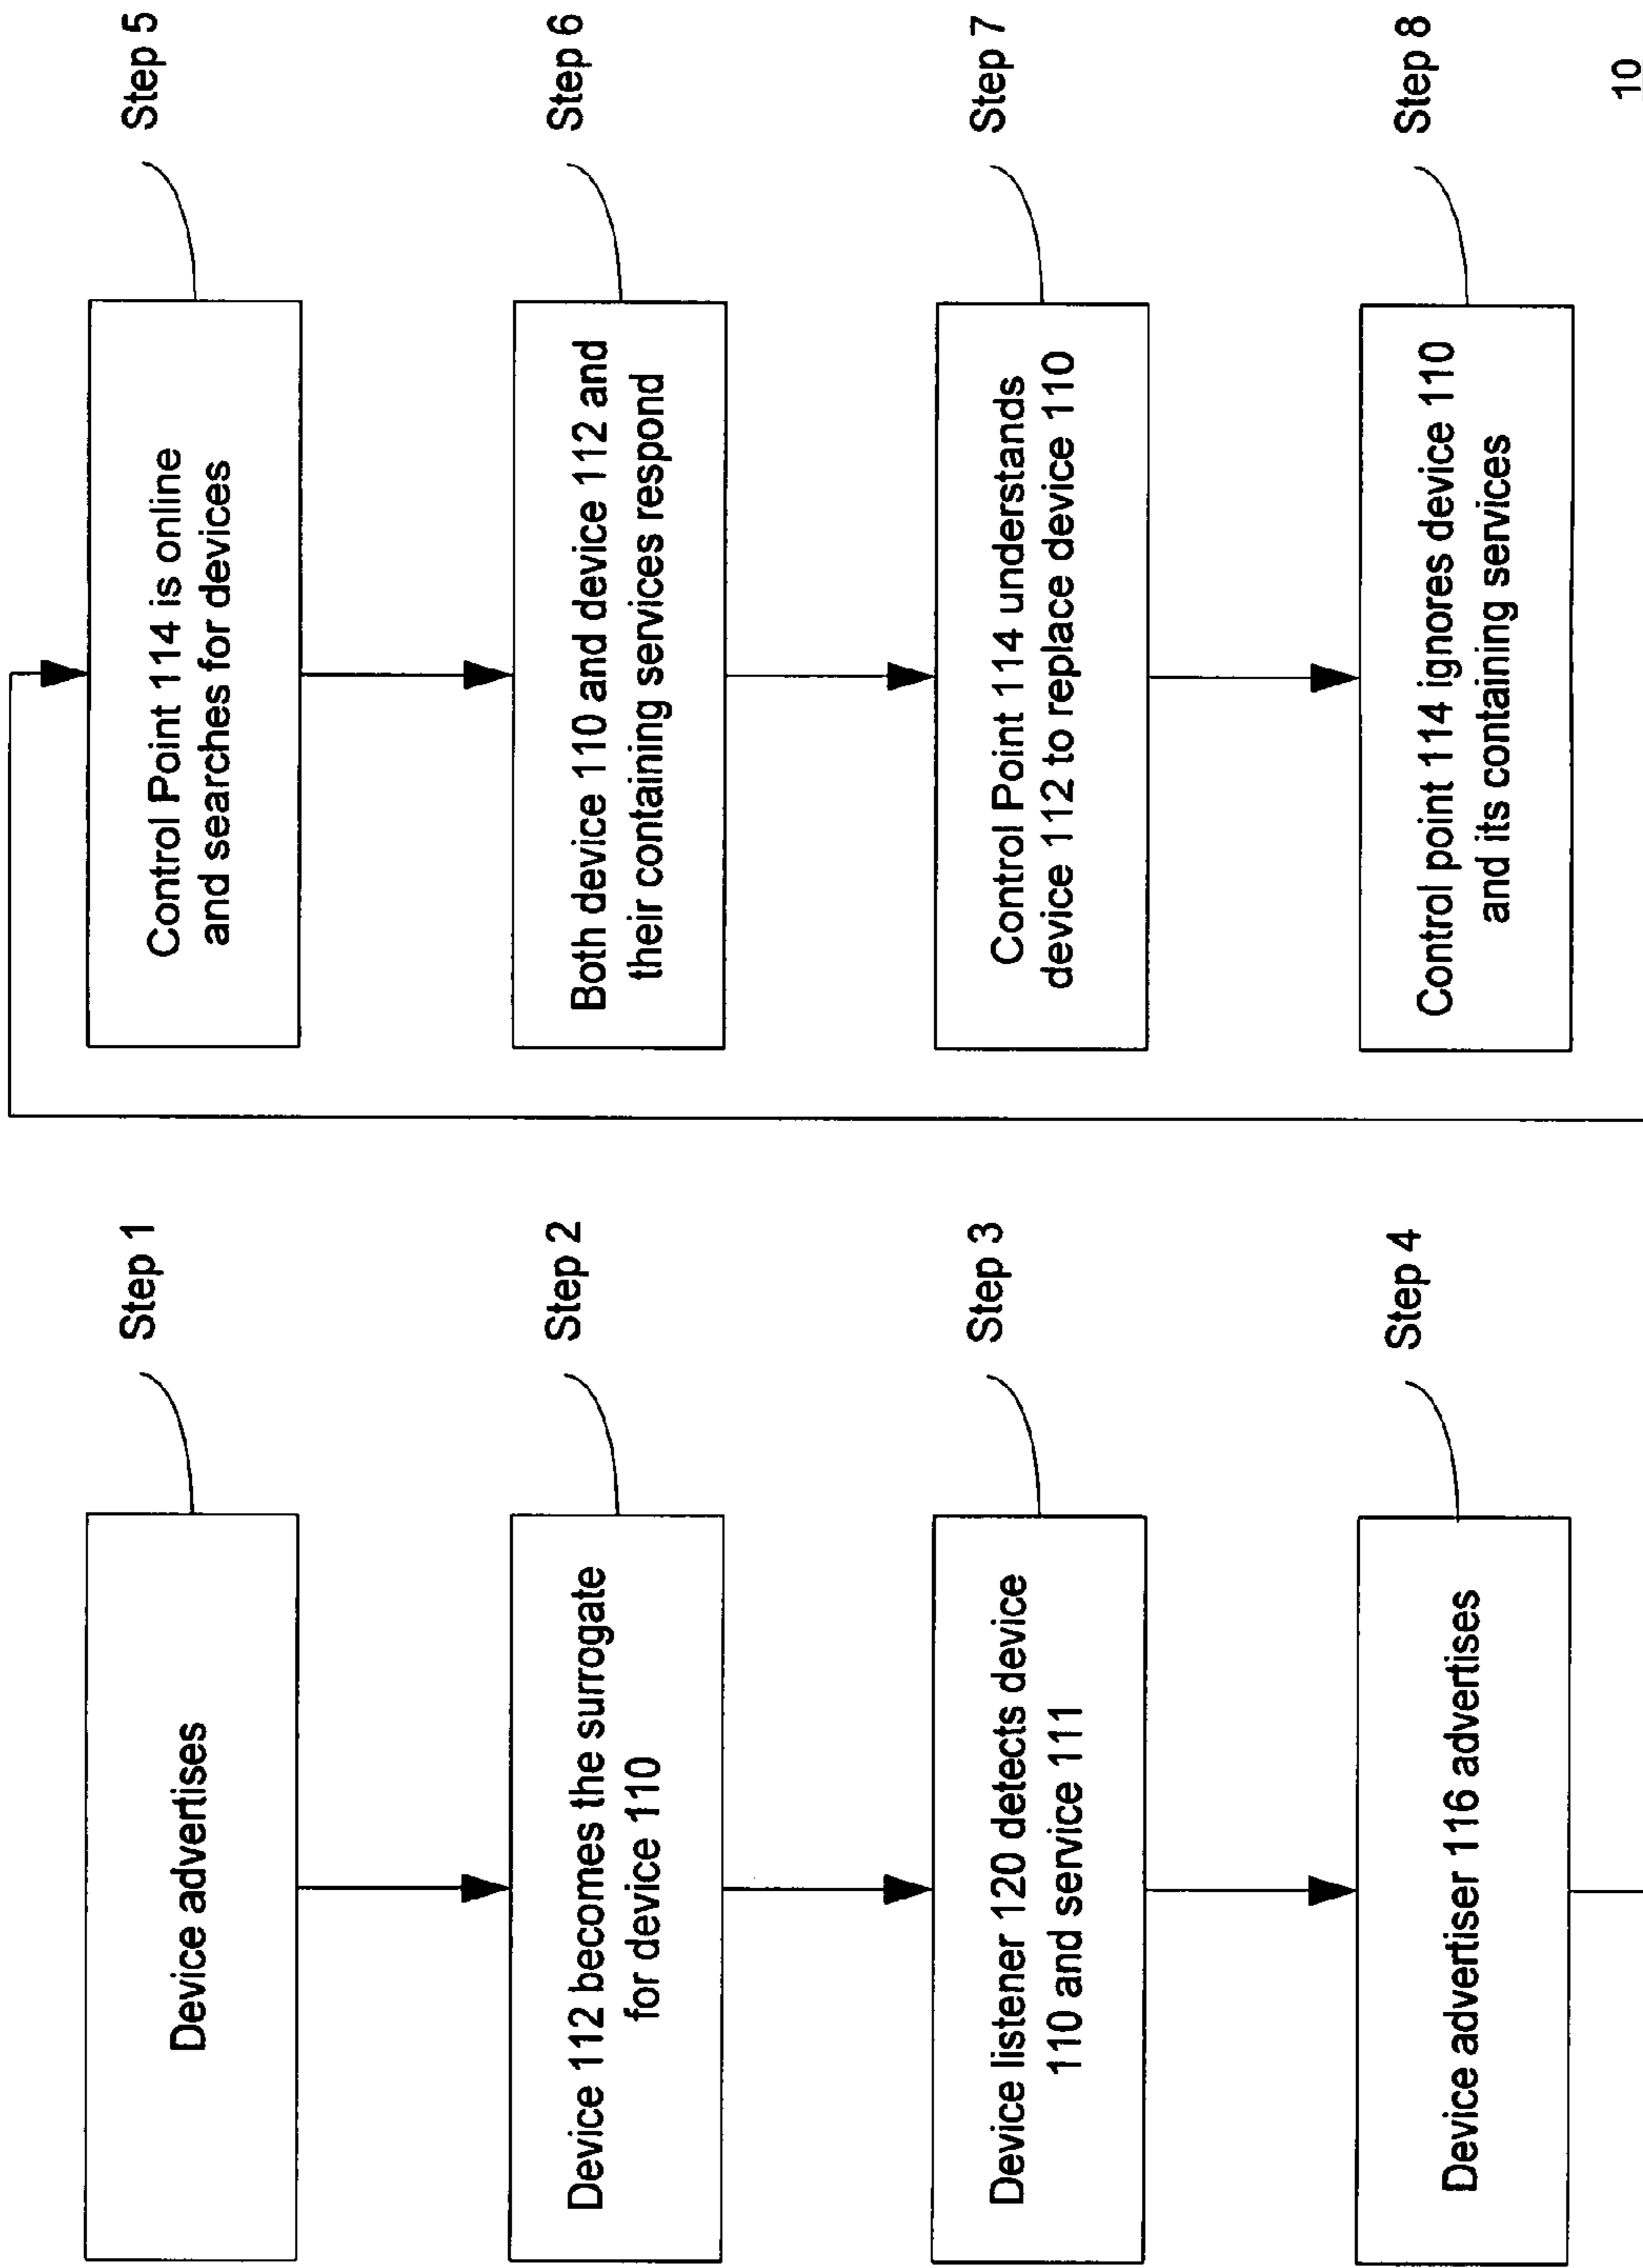 Device advertises
Step 1
Device 112 becomes the surrogate
for device 110
Step 2
Device listener 120 detects device
110 and service 111
Step 3
Device advertiser 116 advertises
Step 4
Control Point 114 is online
and searches for devices
Step 5
Both device 110 and device 112 and
their containing services respond
Step 6
Control Point 114 understands
device 112 to replace device 110
Step 7
Control point 114 ignores device 110
and its containing services
Step 8
10